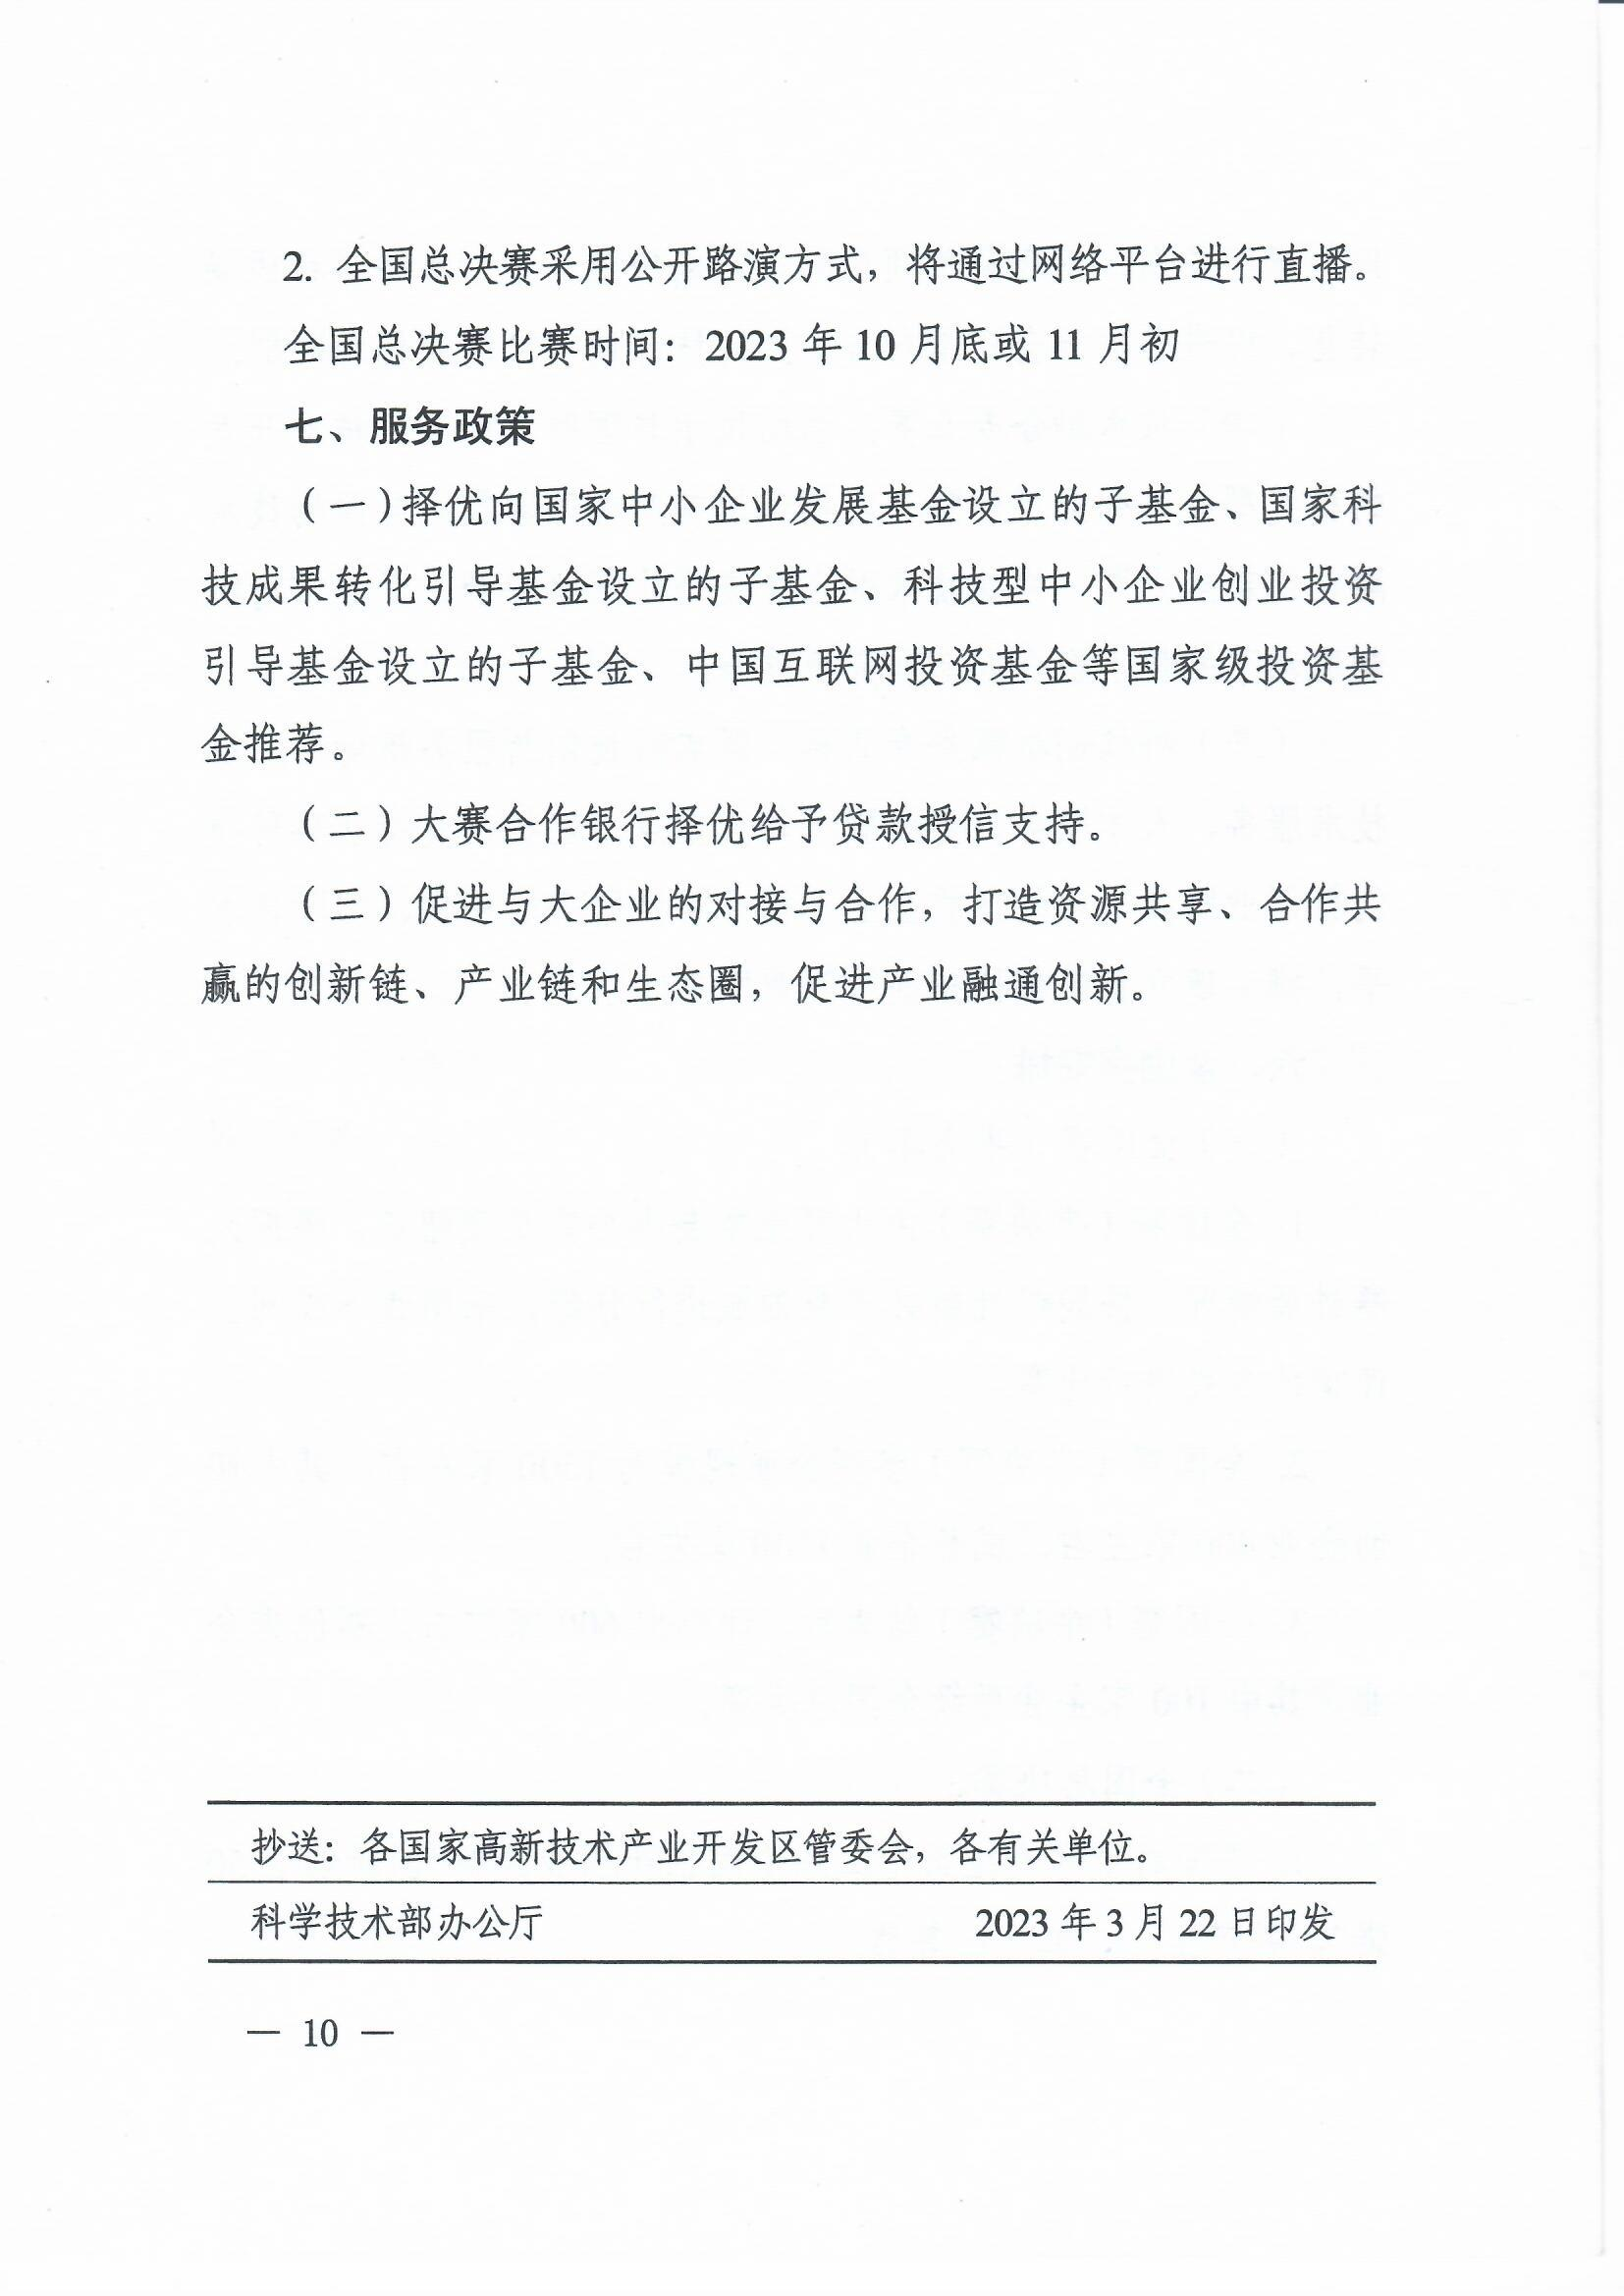 2. 全国总决赛采用公开路演方式，将通过网络平台进行直播。
全国总决赛比赛时间：2023 年 10 月底或 11 月初
七、服务政策
（一）择优向国家中小企业发展基金设立的子基金、国家科
技成果转化引导基金设立的子基金、科技型中小企业创业投资
引导基金设立的子基金、中国互联网投资基金等国家级投资基
金推荐。
（二）大赛合作银行择优给予贷款授信支持。
（三）促进与大企业的对接与合作，打造资源共享、合作共
赢的创新链、产业链和生态圈，促进产业融通创新。
抄送：各国家高新技术产业开发区管委会，各有关单位。
科学技术部办公厅 2023 年 3 月 22 日印发
— 10 —